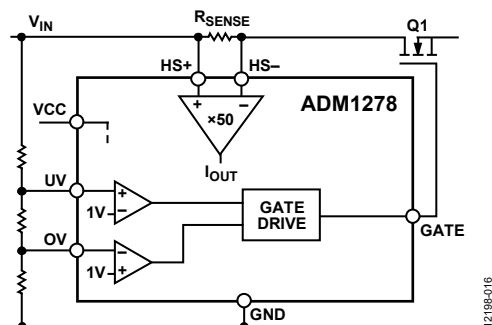 VIN
RSENSE
Q1
HS+
HS–
ADM1278
+
–
×50
VCC
IOUT
UV
+
1V
–
GATE
DRIVE
GATE
OV
–
1V
+
GND
12198-016